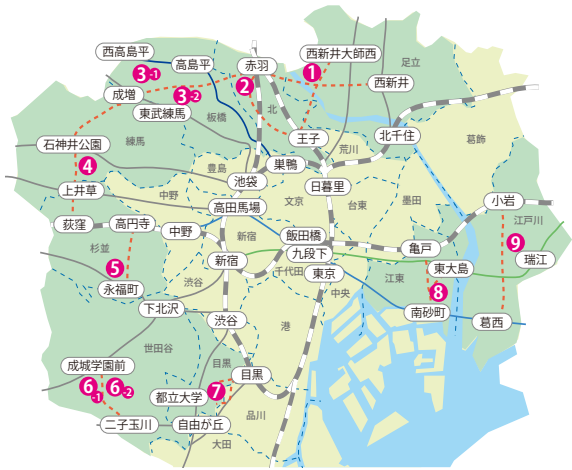 西高島平
高島平
赤羽
西新井大師西
足立
3-1
2
1
西新井
成増
3-2
東武練馬
板橋
北
王子
荒川
北千住
葛飾
石神井公園
練馬
4
豊島
巣鴨
池袋
日暮里
上井草
中野
文京
台東
墨田
小岩
高田馬場
江戸川
荻窪
高円寺
中野
新宿
飯田橋
9
杉並
5
新宿
九段下
亀戸
瑞江
千代田
東京
東大島
永福町
渋谷
中央
江東
8
下北沢
渋谷
南砂町
葛西
港
世田谷
成城学園前
目黒
目黒
6-1
6-2
都立大学
7
二子玉川
自由が丘
品川
大田